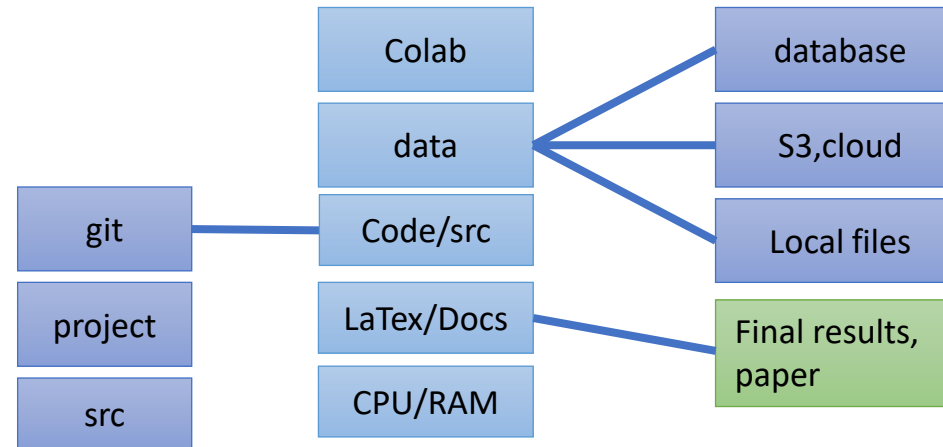 Colab
database
data
S3,cloud
git
Code/src
Local files
project
LaTex/Docs
Final results,
paper
src
CPU/RAM